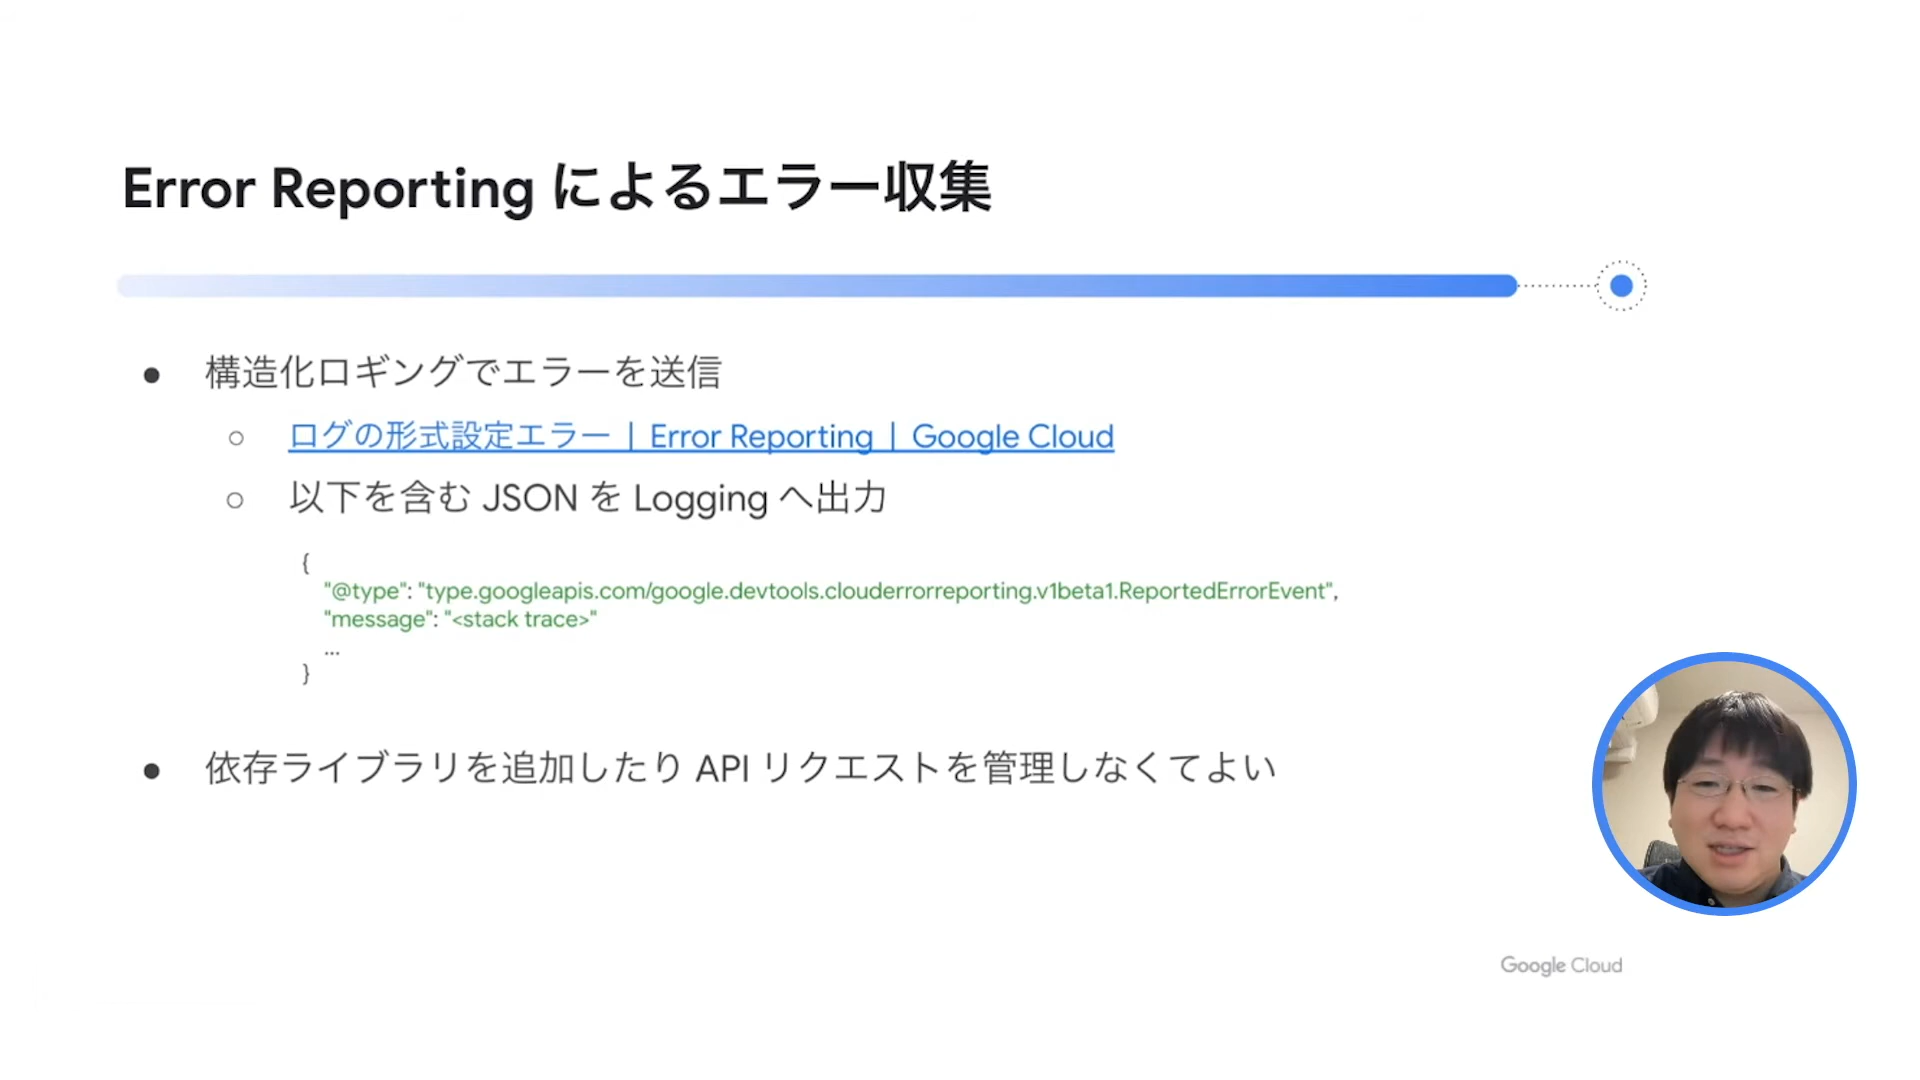 Error Reporting によるエラー収集
● 構造化ロギングでエラーを送信
○ ログの形式設定エラー | Error Reporting | Google Cloud
○ 以下を含む JSON を Logging へ出力
{
"@type": "type.googleapis.com/google.devtools.clouderrorreporting.v1beta1.ReportedErrorEvent",
"message": "<stack trace>"
...
}
● 依存ライブラリを追加したり API リクエストを管理しなくてよい
Google Cloud